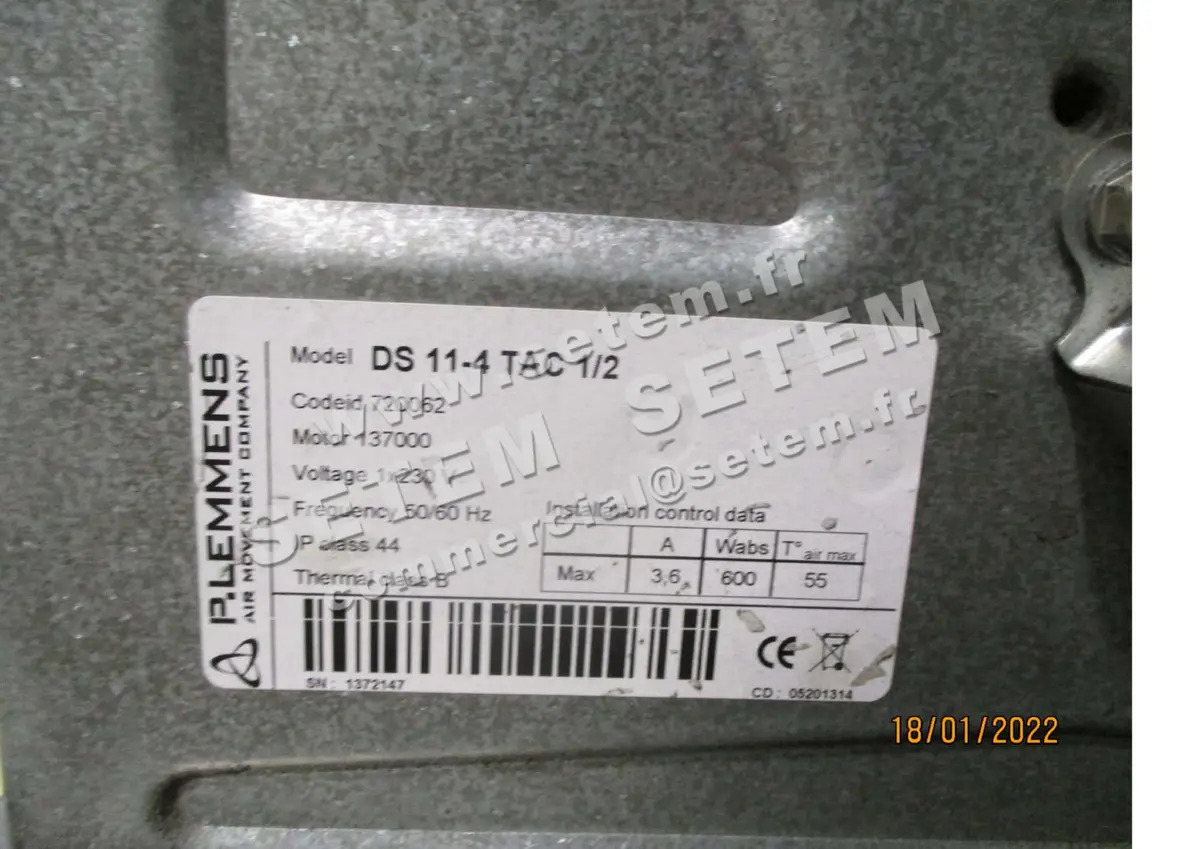 P.LEMMENS
AIR MOVEMENT COMPANY
Model DS 11-4 TAC 1/2
Codeid 720062
Motor 137000
Voltage 1x230 V
Frequency 50/60 Hz
IP class 44
Thermal class B
Installation control data
A Wabs T° air max
Max 3,6 600 55
SN : 1372147
CE
CD : 05201314
www.setem.fr
SETEM SETEM
commercial@setem.fr
18/01/2022